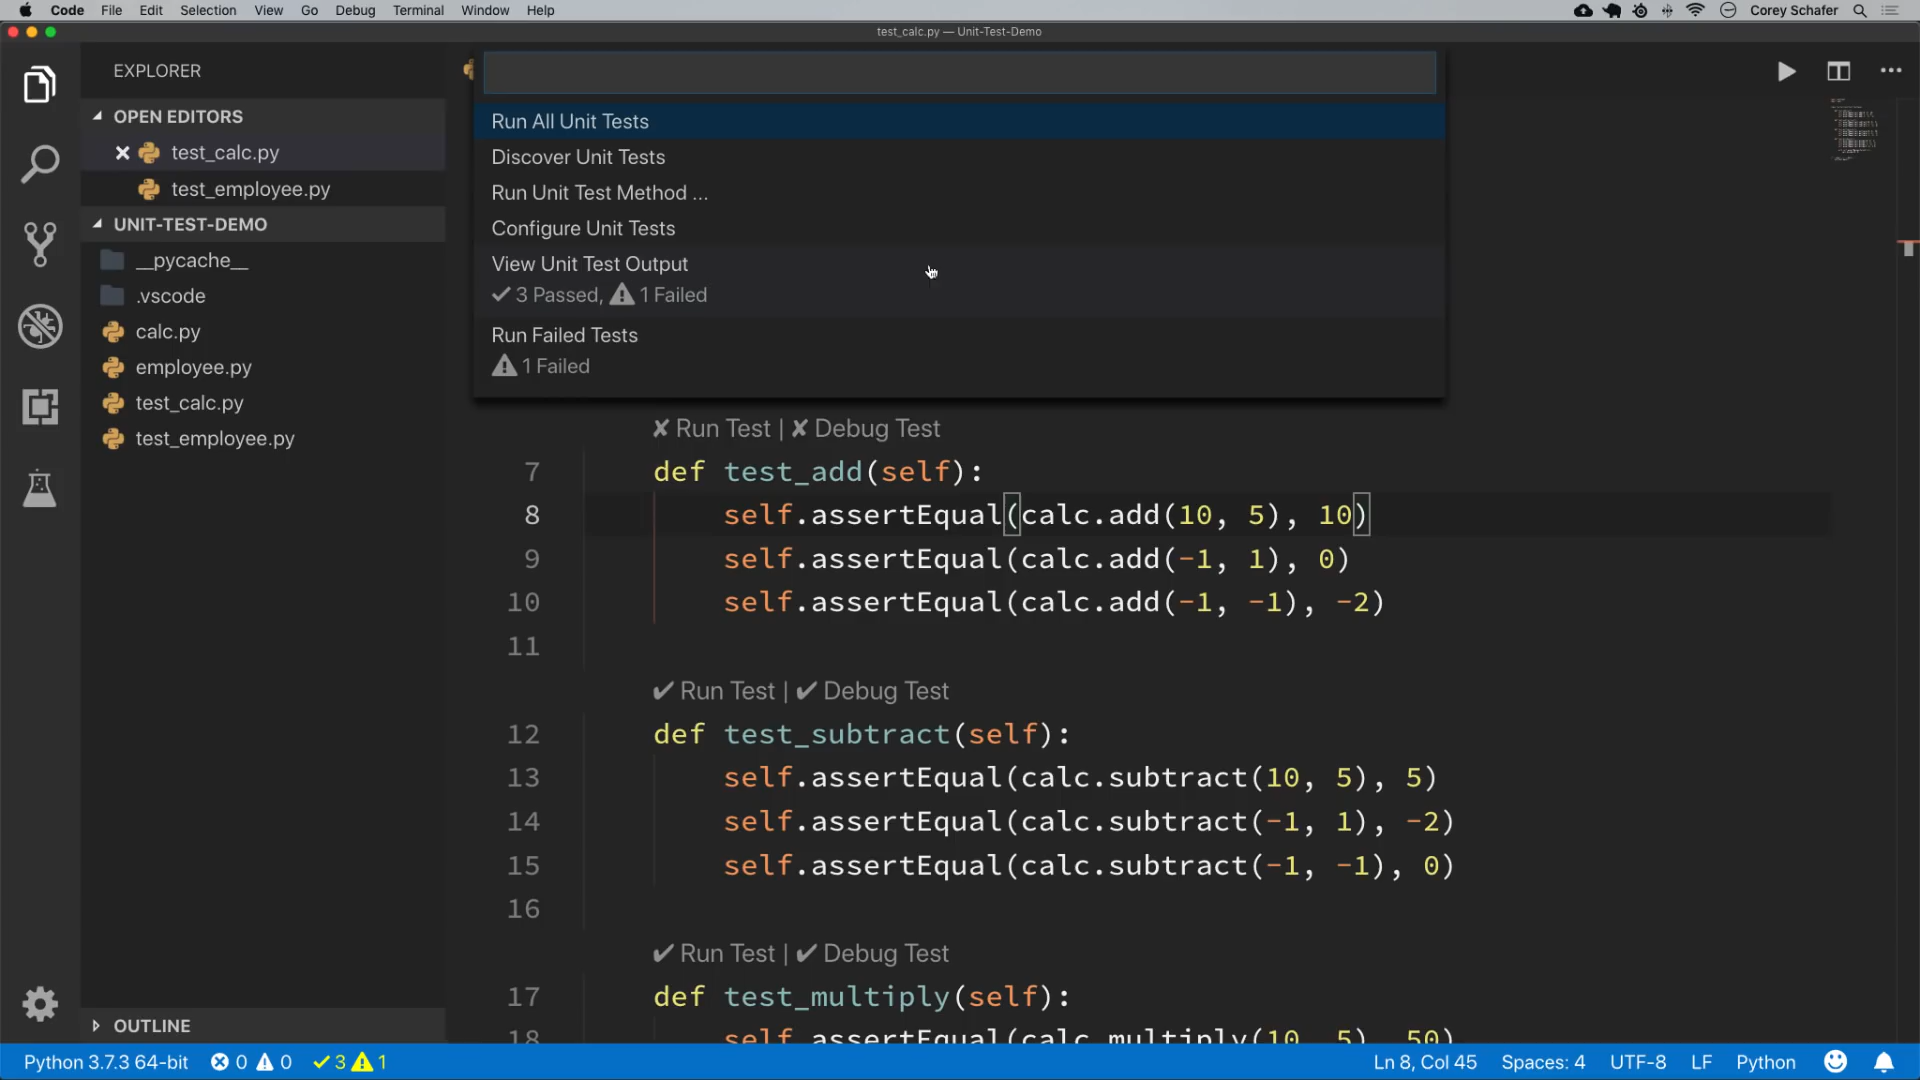 Code File Edit Selection View Go Debug Terminal Window Help
Corey Schafer
test_calc.py — Unit-Test-Demo
EXPLORER
OPEN EDITORS
test_calc.py
test_employee.py
UNIT-TEST-DEMO
__pycache__
.vscode
calc.py
employee.py
test_calc.py
test_employee.py
OUTLINE
Run All Unit Tests
Discover Unit Tests
Run Unit Test Method ...
Configure Unit Tests
View Unit Test Output
✓ 3 Passed, ⚠ 1 Failed
Run Failed Tests
⚠ 1 Failed
✘ Run Test | ✘ Debug Test
7 def test_add(self):
8 self.assertEqual(calc.add(10, 5), 10)
9 self.assertEqual(calc.add(-1, 1), 0)
10 self.assertEqual(calc.add(-1, -1), -2)
11
✔ Run Test | ✔ Debug Test
12 def test_subtract(self):
13 self.assertEqual(calc.subtract(10, 5), 5)
14 self.assertEqual(calc.subtract(-1, 1), -2)
15 self.assertEqual(calc.subtract(-1, -1), 0)
16
✔ Run Test | ✔ Debug Test
17 def test_multiply(self):
18 self.assertEqual(calc.multiply(10, 5), 50)
Python 3.7.3 64-bit 0 0 3 1 Ln 8, Col 45 Spaces: 4 UTF-8 LF Python